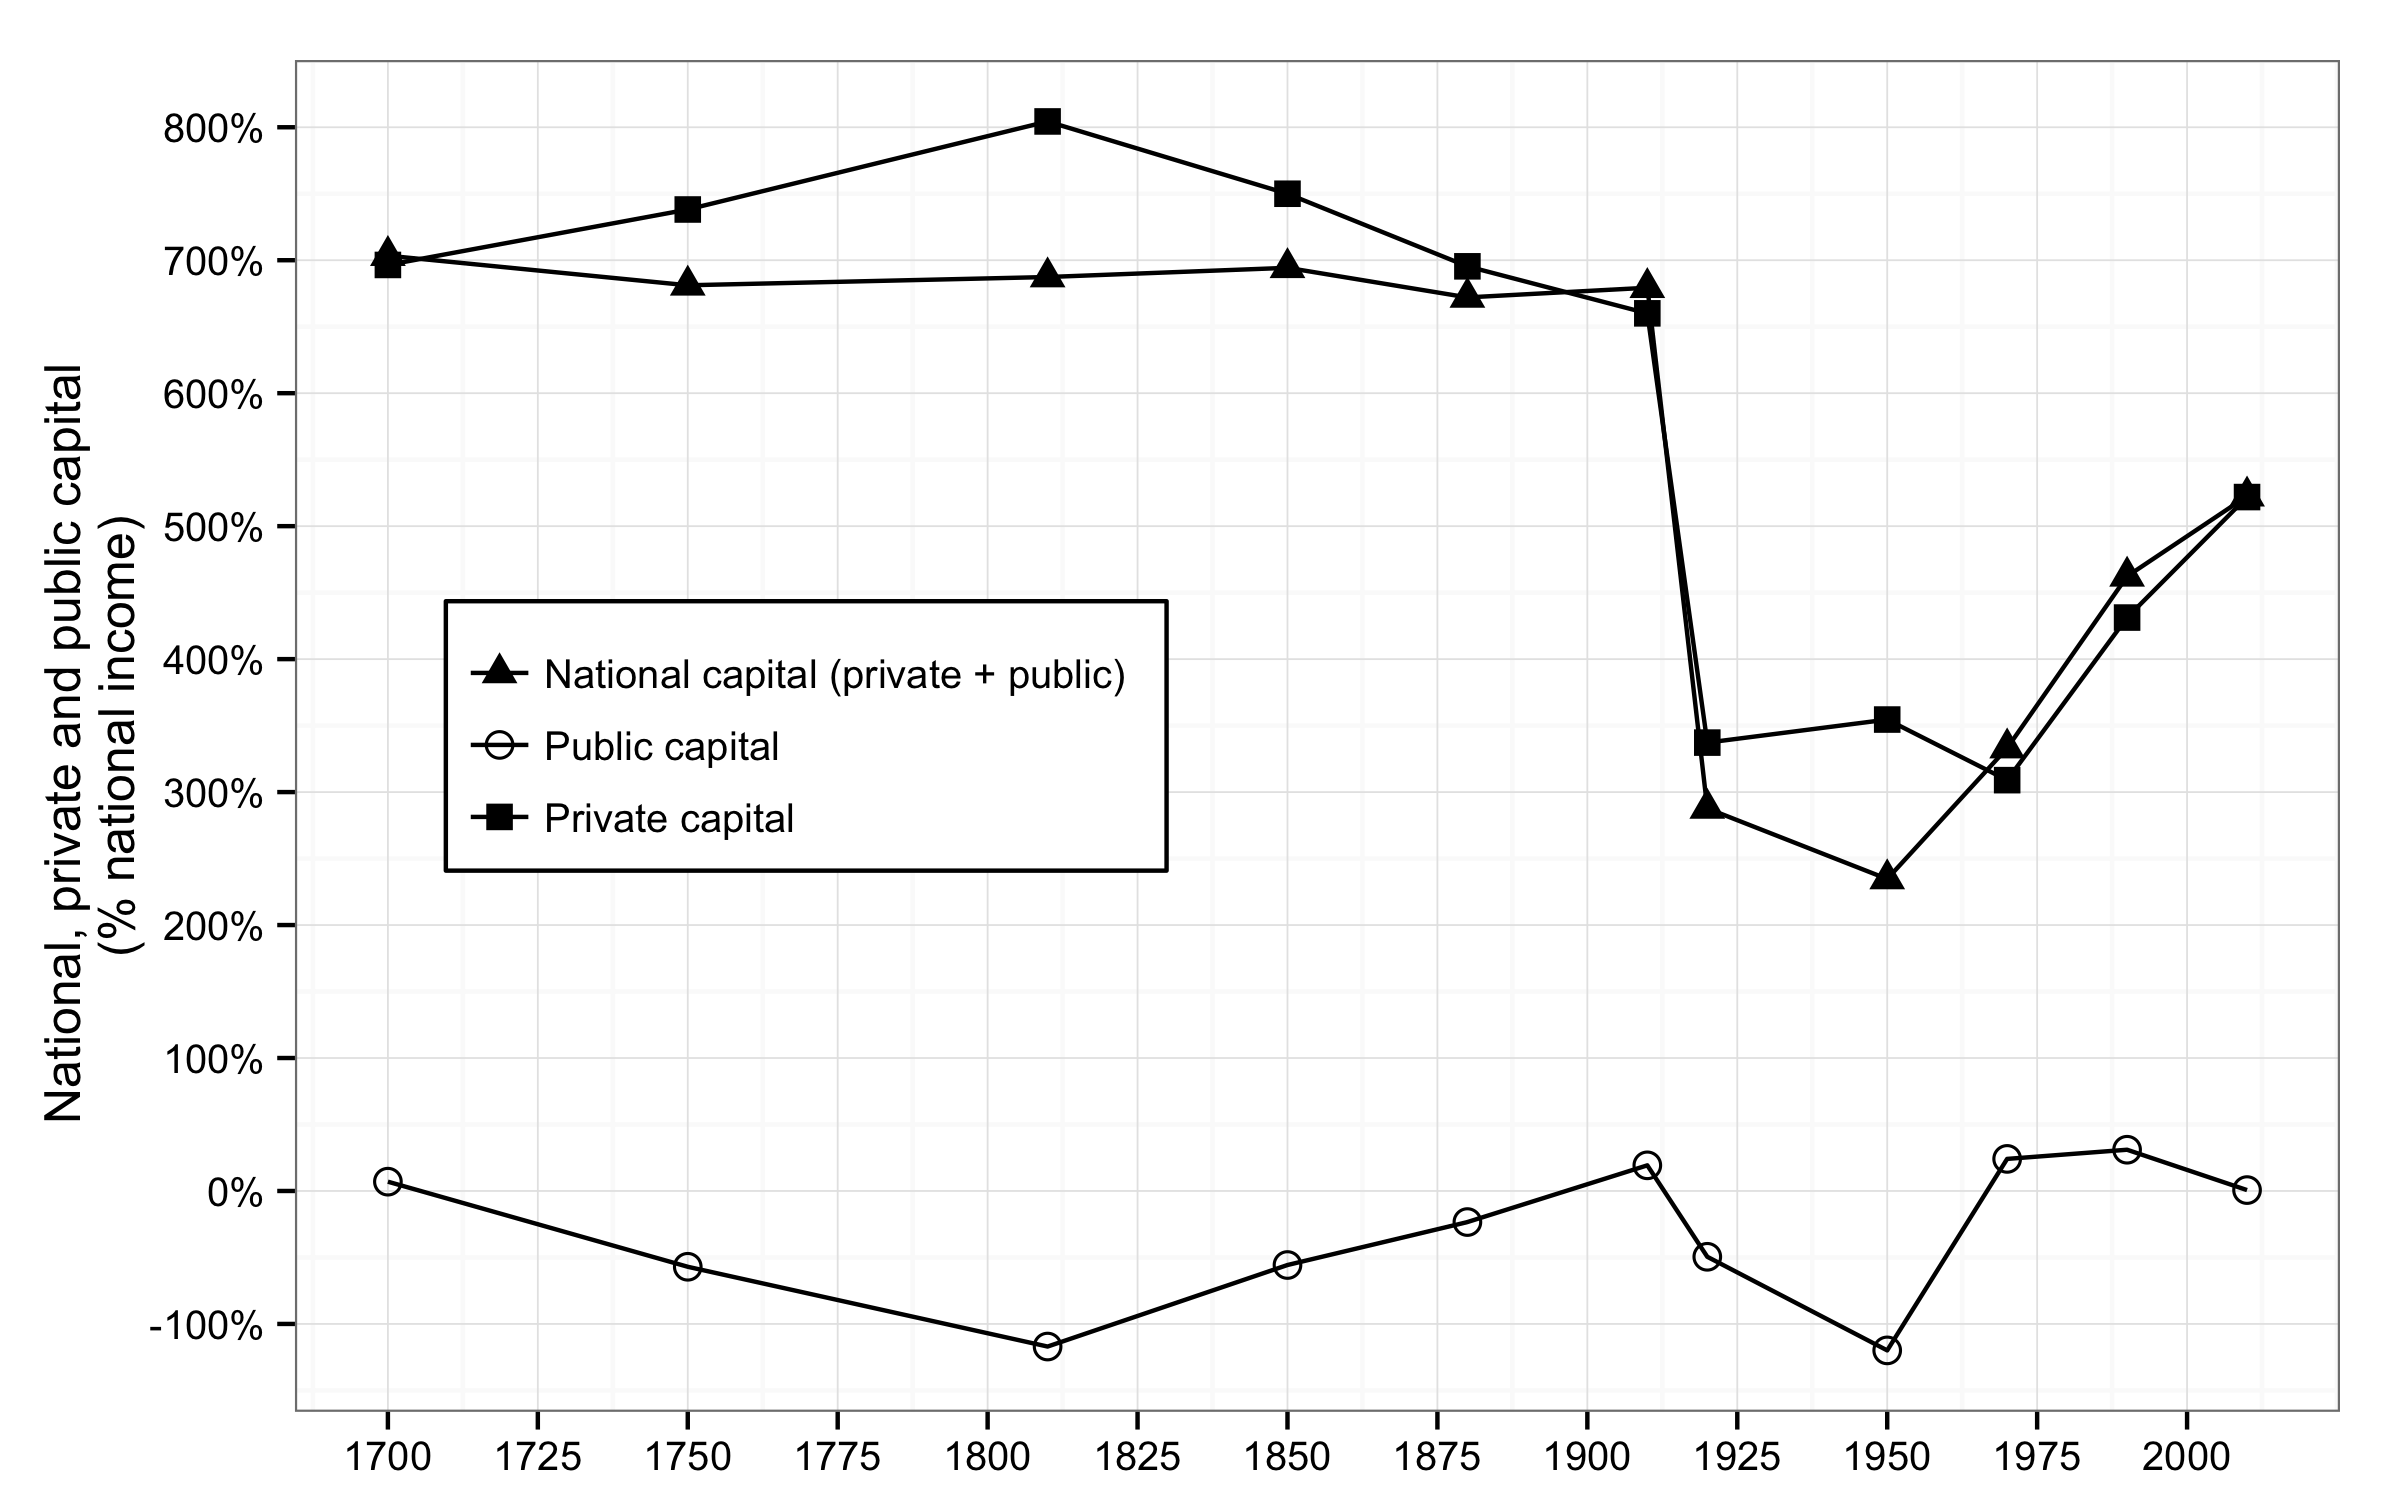 National, private and public capital
(% national income)
800%
700%
600%
500%
400%
300%
200%
100%
0%
-100%
National capital (private + public)
Public capital
Private capital
1700 1725 1750 1775 1800 1825 1850 1875 1900 1925 1950 1975 2000